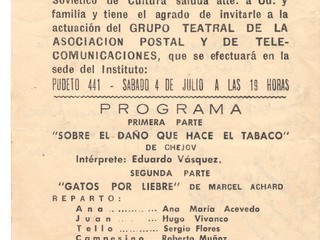 Soviético de Cultura saluda atte. a Ud. y
familia y tiene el agrado de invitarle a la
actuación del GRUPO TEATRAL DE LA
ASOCIACION POSTAL Y DE TELE-
COMUNICACIONES, que se efectuará en la
sede del Instituto:
PUDETO 441 - SABADO 4 DE JULIO A LAS 19 HORAS
PROGRAMA
PRIMERA PARTE
"SOBRE EL DAÑO QUE HACE EL TABACO"
DE CHEJOV
Intérprete: Eduardo Vásquez.
SEGUNDA PARTE
"GATOS POR LIEBRE" DE MARCEL ACHARD
REPARTO:
Ana ............ Ana María Acevedo
Juan ......... Hugo Vivanco
Tello ......... Sergio Flores
Campesino Roberto Muñoz